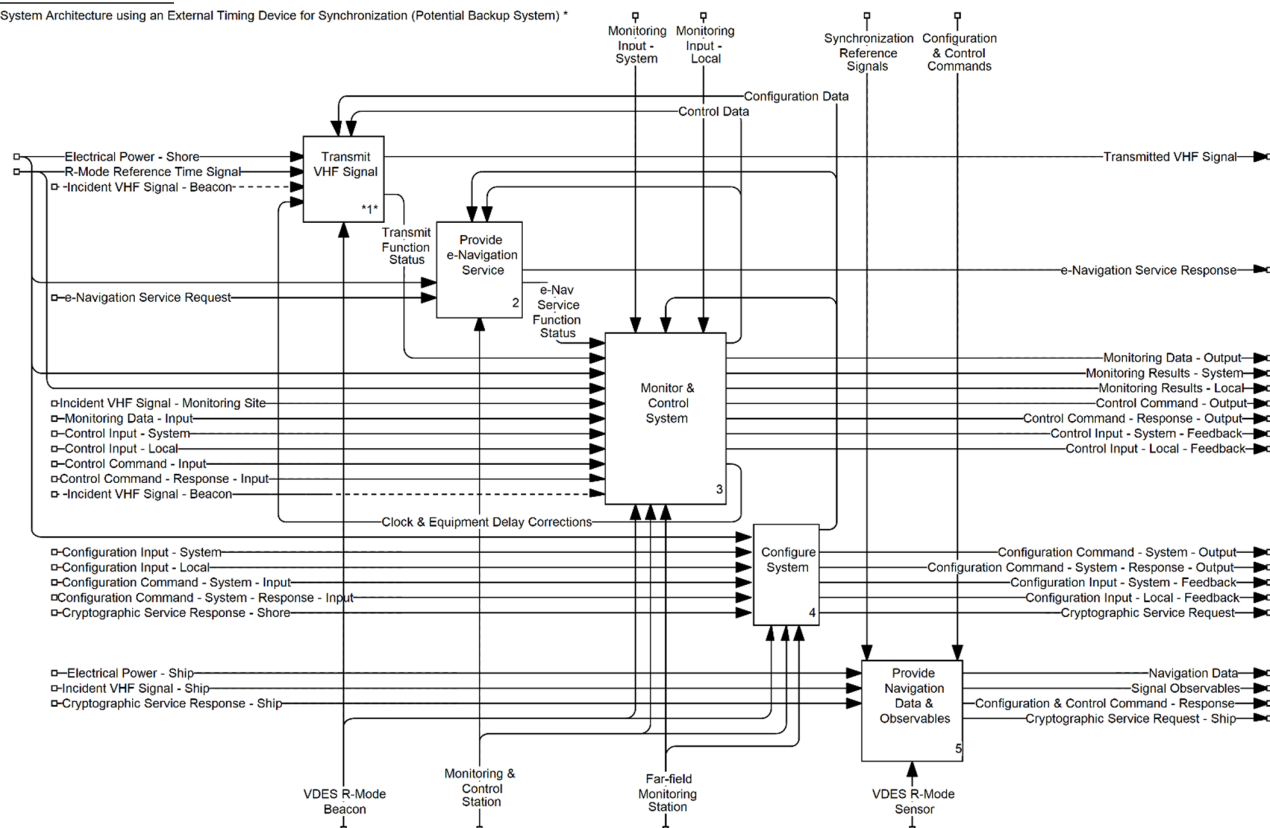 System Architecture using an External Timing Device for Synchronization (Potential Backup System) *
Monitoring
Input -
System
Monitoring
Input -
Local
Synchronization
Reference
Signals
Configuration
& Control
Commands
Configuration Data
Control Data
Electrical Power - Shore
R-Mode Reference Time Signal
Incident VHF Signal - Beacon
Transmit
VHF Signal
*1*
Transmitted VHF Signal
Transmit
Function
Status
Provide
e-Navigation
Service
2
e-Navigation Service Response
e-Navigation Service Request
e-Nav
Service
Function
Status
Monitor &
Control
System
3
Monitoring Data - Output
Monitoring Results - System
Monitoring Results - Local
Control Command - Output
Control Command - Response - Output
Control Input - System - Feedback
Control Input - Local - Feedback
Incident VHF Signal - Monitoring Site
Monitoring Data - Input
Control Input - System
Control Input - Local
Control Command - Input
Control Command - Response - Input
Incident VHF Signal - Beacon
Clock & Equipment Delay Corrections
Configuration Input - System
Configuration Input - Local
Configuration Command - System - Input
Configuration Command - System - Response - Input
Cryptographic Service Response - Shore
Configure
System
4
Configuration Command - System - Output
Configuration Command - System - Response - Output
Configuration Input - System - Feedback
Configuration Input - Local - Feedback
Cryptographic Service Request
Electrical Power - Ship
Incident VHF Signal - Ship
Cryptographic Service Response - Ship
Provide
Navigation
Data &
Observables
5
Navigation Data
Signal Observables
Configuration & Control Command - Response
Cryptographic Service Request - Ship
VDES R-Mode
Beacon
Monitoring &
Control
Station
Far-field
Monitoring
Station
VDES R-Mode
Sensor